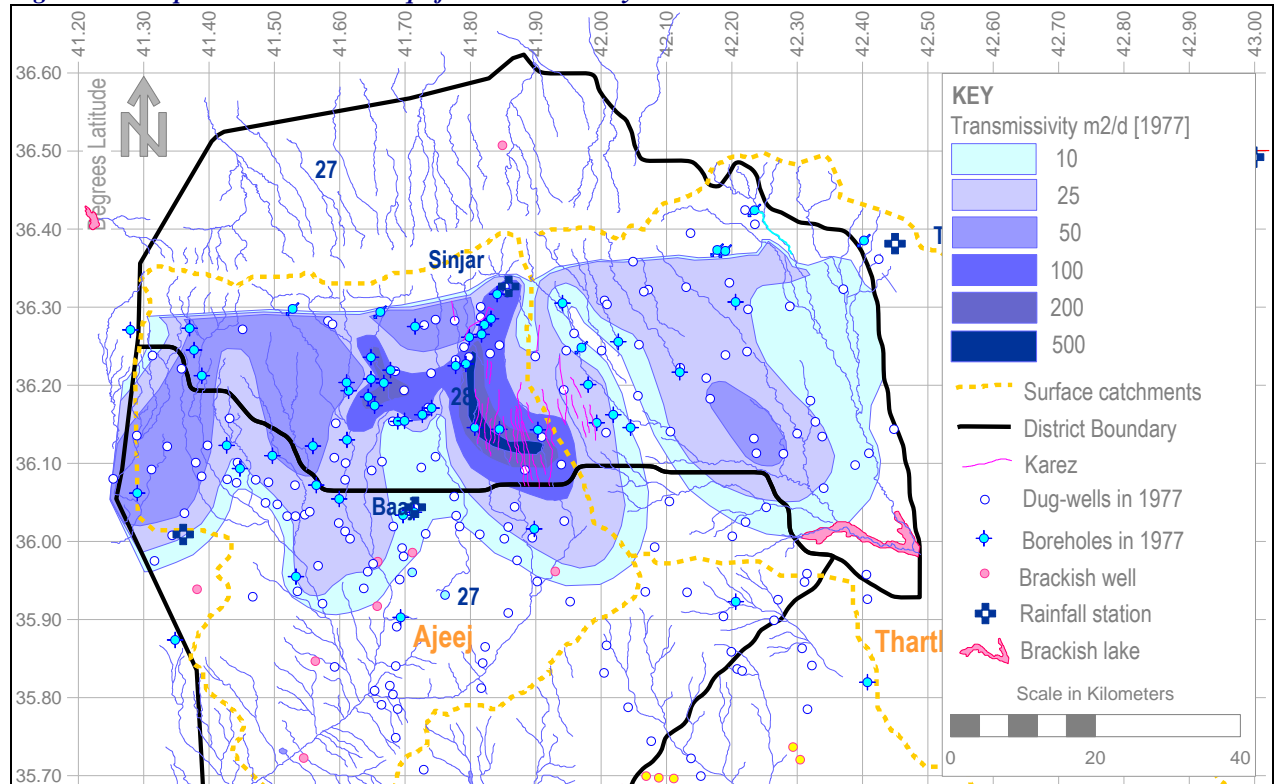 41.20 41.30 41.40 41.50 41.60 41.70 41.80 41.90 42.00 42.10 42.20 42.30 42.40 42.50 42.60 42.70 42.80 42.90 43.00
36.60
Degrees Latitude
N
KEY
Transmissivity m2/d [1977]
10
36.50
27
25
50
36.40
T
Sinjar
100
36.30
200
500
36.20
28
Surface catchments
District Boundary
36.10
Karez
Dug-wells in 1977
Baa
36.00
Boreholes in 1977
Brackish well
27
35.90
Rainfall station
Ajeej
Thart
Brackish lake
35.80
Scale in Kilometers
35.70
0 20 40